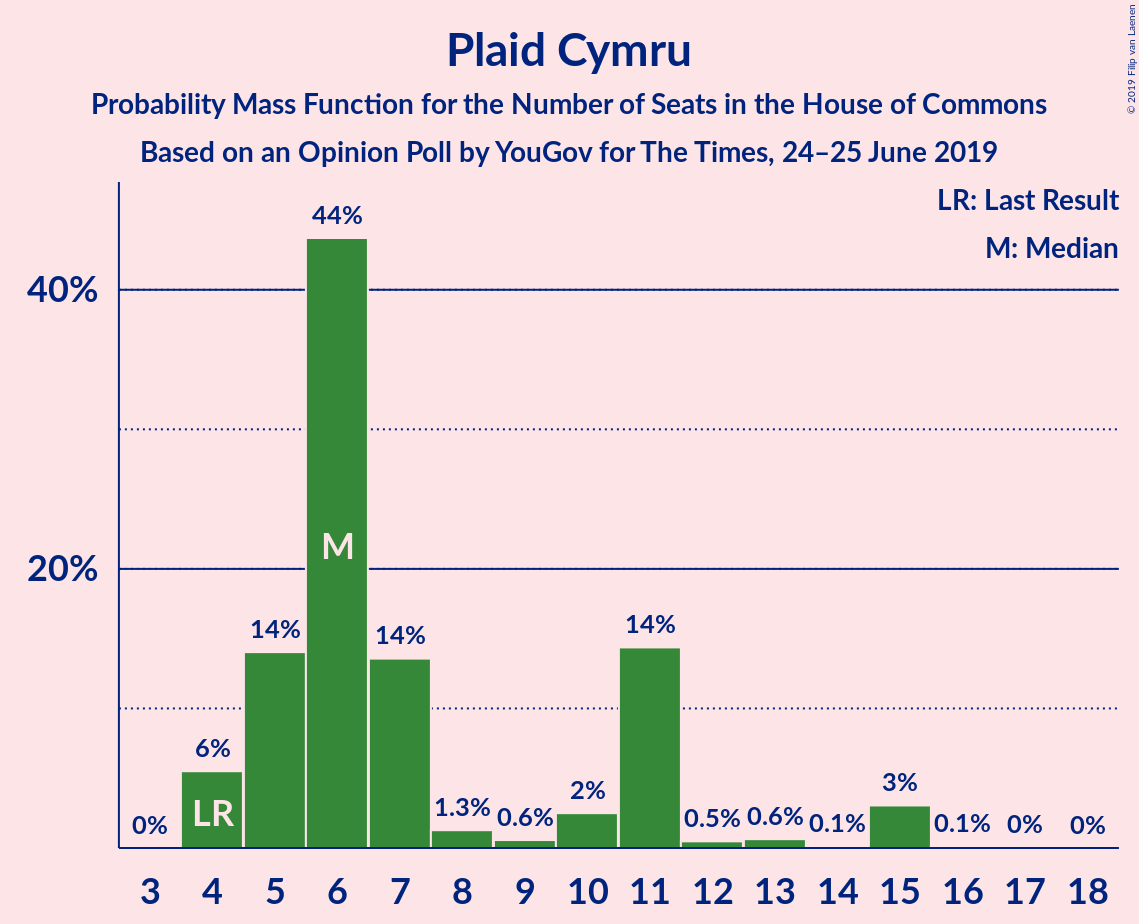 Plaid Cymru
Probability Mass Function for the Number of Seats in the House of Commons
Based on an Opinion Poll by YouGov for The Times, 24–25 June 2019
© 2019 Filip van Laenen
LR: Last Result
M: Median
40%
20%
0% 6% 14% 44% 14% 1.3% 0.6% 2% 14% 0.5% 0.6% 0.1% 3% 0.1% 0% 0%
LR M
3 4 5 6 7 8 9 10 11 12 13 14 15 16 17 18